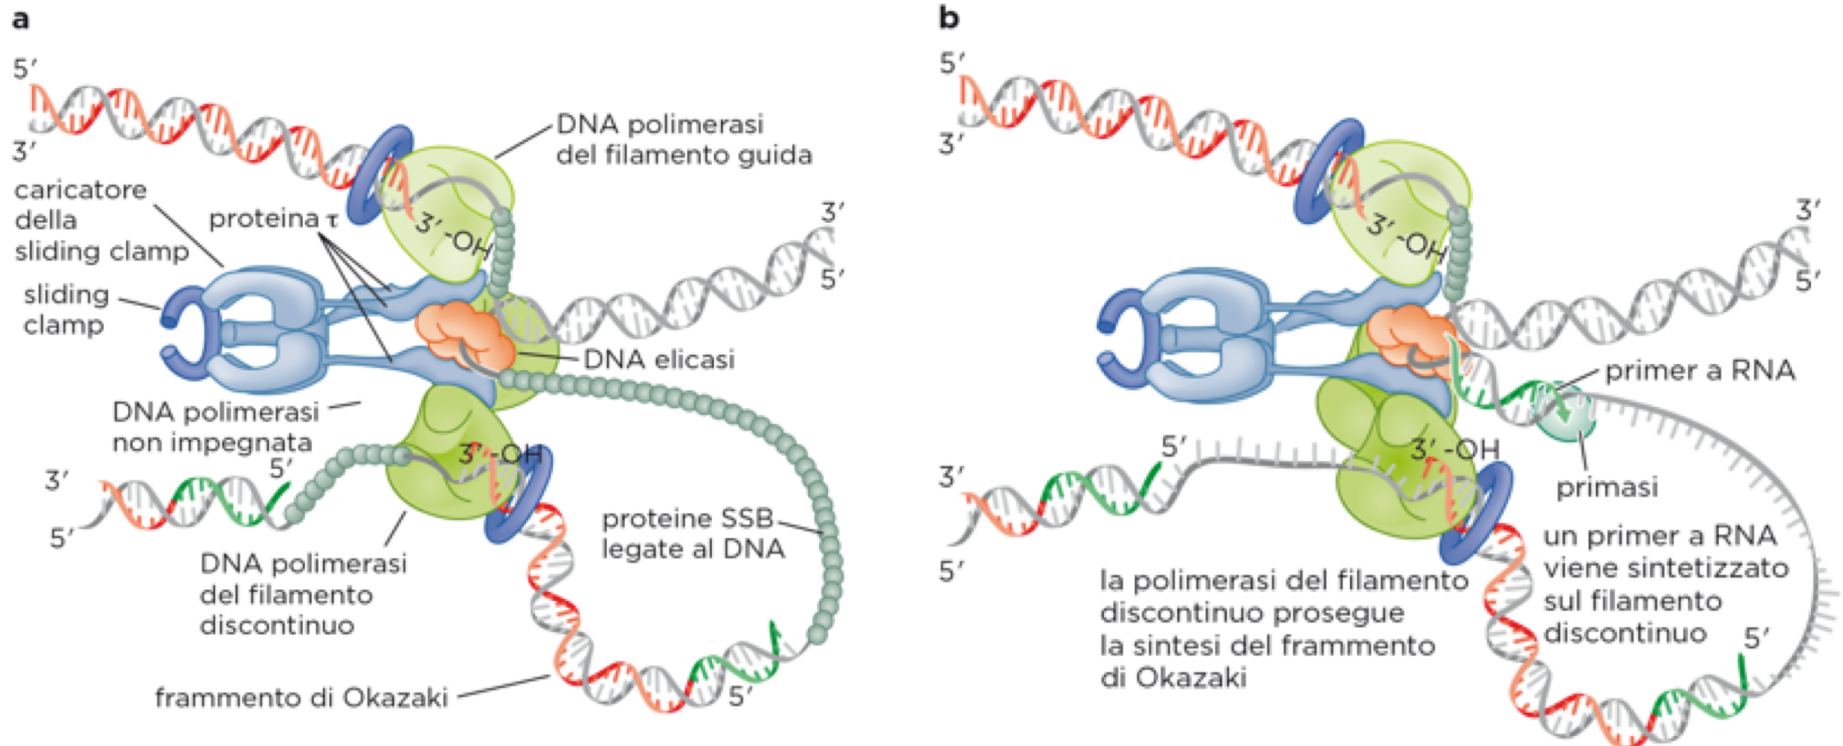 a
5′
3′
DNA polimerasi
del filamento guida
caricatore
della
sliding clamp
proteina τ
3′-OH
3′
5′
sliding
clamp
DNA elicasi
DNA polimerasi
non impegnata
3′-OH
5′
3′
5′
proteine SSB
legate al DNA
DNA polimerasi
del filamento
discontinuo
frammento di Okazaki
5′
b
5′
3′
3′-OH
3′
5′
primer a RNA
5′
3′-OH
3′
primasi
5′
un primer a RNA
viene sintetizzato
sul filamento
discontinuo
la polimerasi del filamento
discontinuo prosegue
la sintesi del frammento
di Okazaki
5′